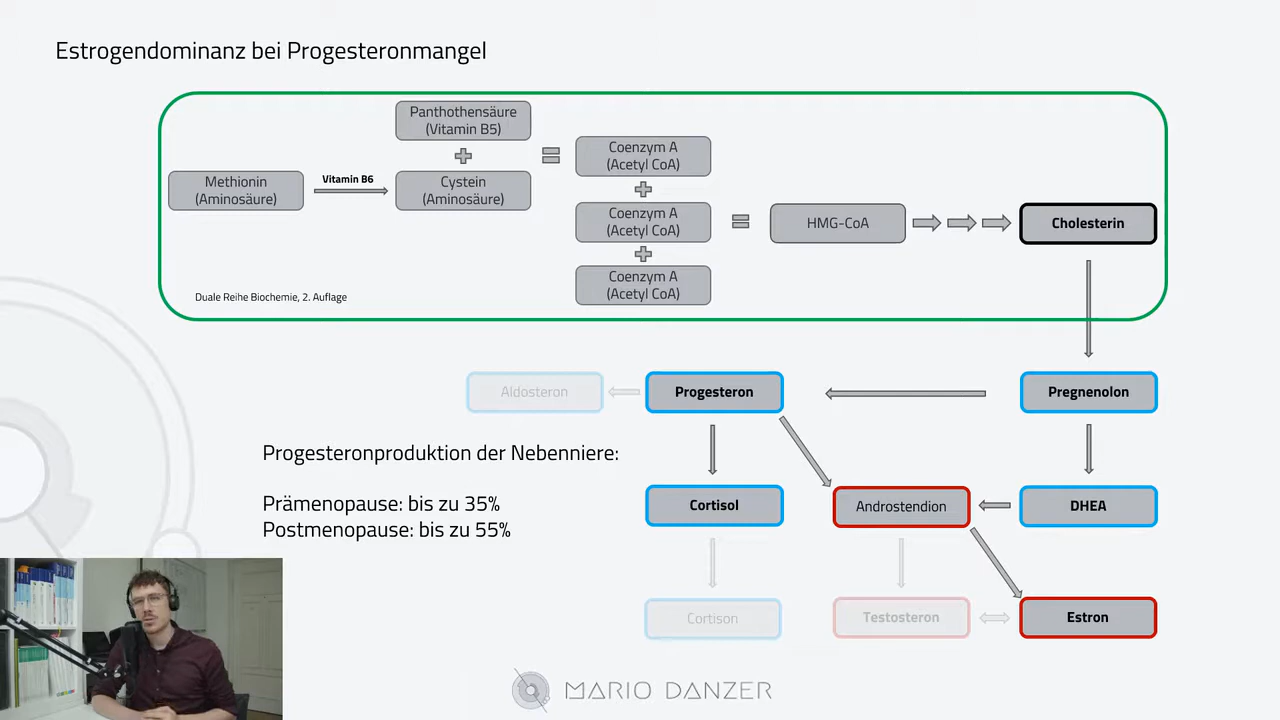 Estrogendominanz bei Progesteronmangel
Panthothensäure
(Vitamin B5)
Methionin
(Aminosäure)
Vitamin B6
Cystein
(Aminosäure)
Coenzym A
(Acetyl CoA)
Coenzym A
(Acetyl CoA)
Coenzym A
(Acetyl CoA)
HMG-CoA
Cholesterin
Duale Reihe Biochemie, 2. Auflage
Aldosteron
Progesteron
Pregnenolon
Progesteronproduktion der Nebenniere:
Prämenopause: bis zu 35%
Postmenopause: bis zu 55%
Cortisol
Androstendion
DHEA
Cortison
Testosteron
Estron
MARIO DANZER